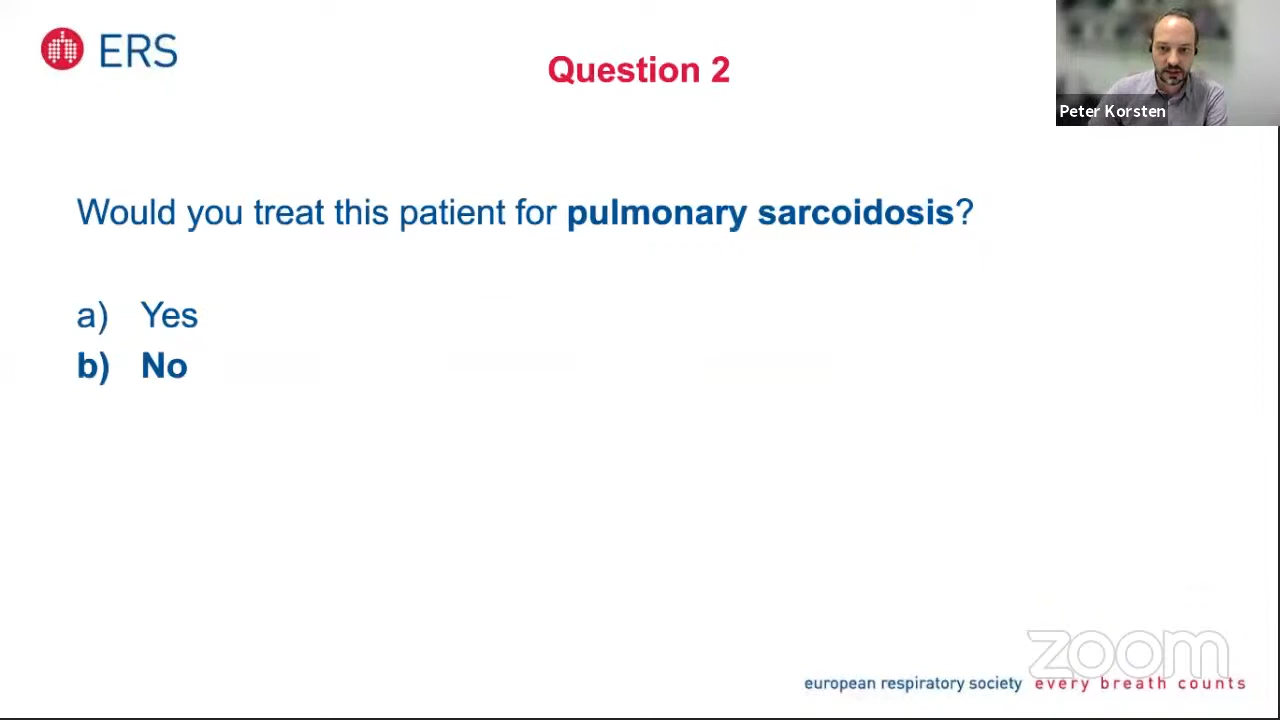 ERS
Question 2
Peter Korsten
Would you treat this patient for pulmonary sarcoidosis?
a) Yes
b) No
zoom
european respiratory society every breath counts